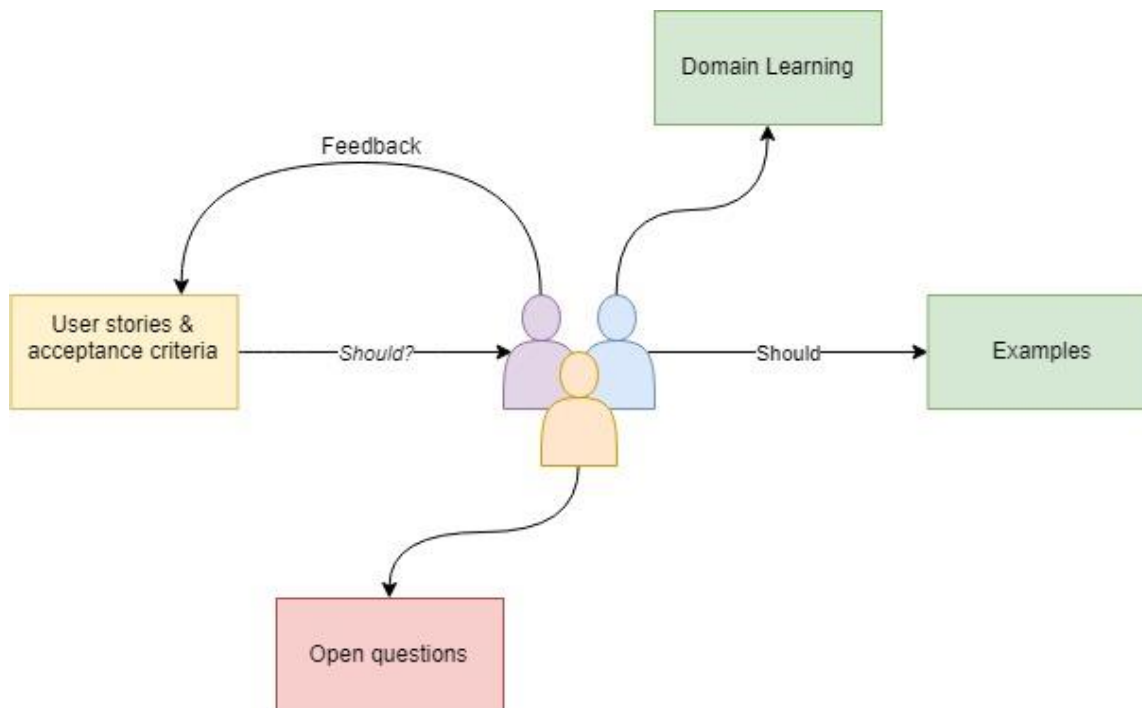 Domain Learning
Feedback
User stories &
acceptance criteria
Should?
Should
Examples
Open questions